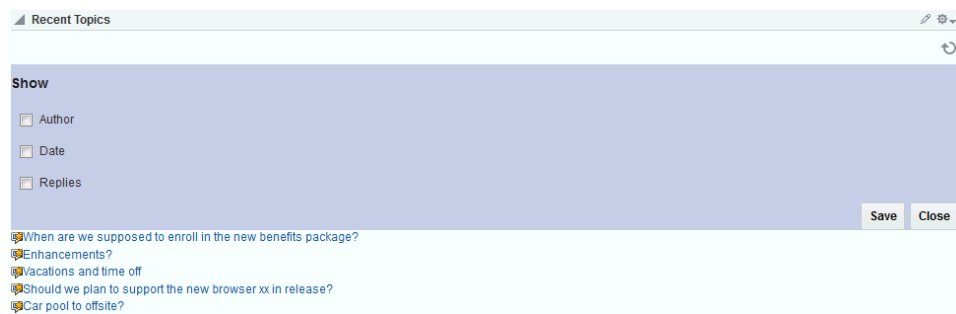 Recent Topics
Show
Author
Date
Replies
Save Close
When are we supposed to enroll in the new benefits package?
Enhancements?
Vacations and time off
Should we plan to support the new browser xx in release?
Car pool to offsite?